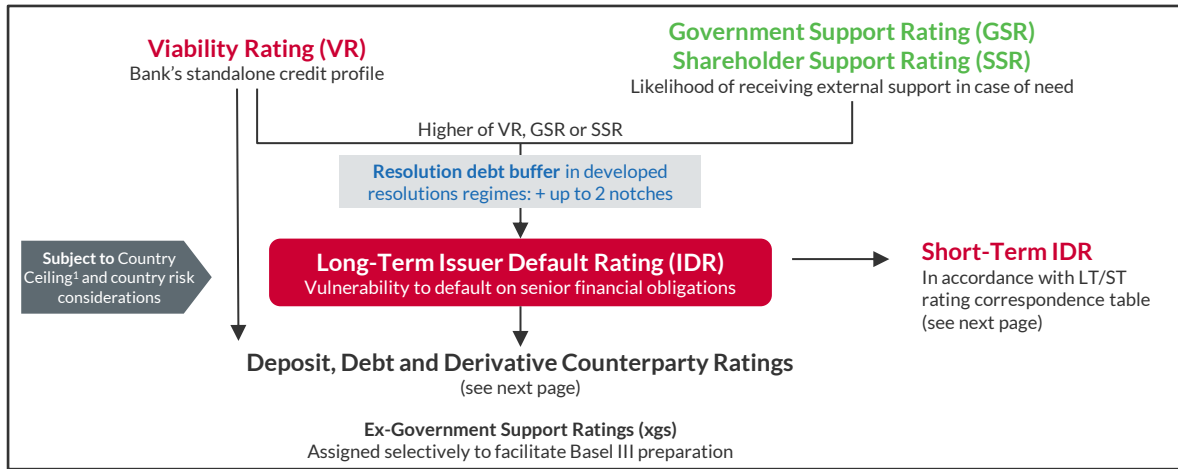 Viability Rating (VR)
Bank's standalone credit profile
Government Support Rating (GSR)
Shareholder Support Rating (SSR)
Likelihood of receiving external support in case of need
Higher of VR, GSR or SSR
Resolution debt buffer in developed
resolutions regimes: + up to 2 notches
Subject to Country
Ceiling¹ and country risk
considerations
Long-Term Issuer Default Rating (IDR)
Vulnerability to default on senior financial obligations
Short-Term IDR
In accordance with LT/ST
rating correspondence table
(see next page)
Deposit, Debt and Derivative Counterparty Ratings
(see next page)
Ex-Government Support Ratings (xgs)
Assigned selectively to facilitate Basel III preparation